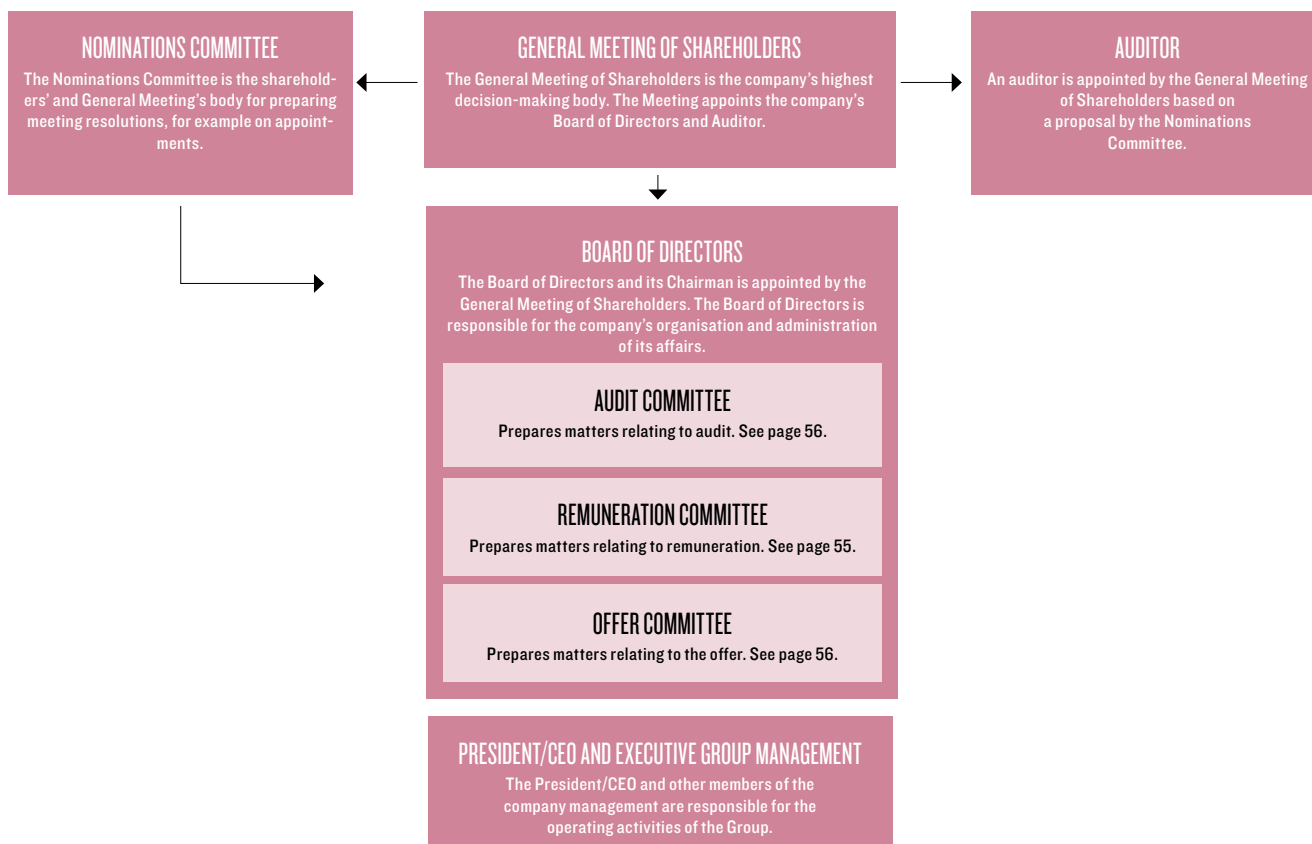 NOMINATIONS COMMITTEE
The Nominations Committee is the sharehold-
ers' and General Meeting's body for preparing
meeting resolutions, for example on appoint-
ments.
GENERAL MEETING OF SHAREHOLDERS
The General Meeting of Shareholders is the company's highest
decision-making body. The Meeting appoints the company's
Board of Directors and Auditor.
AUDITOR
An auditor is appointed by the General Meeting
of Shareholders based on
a proposal by the Nominations
Committee.
BOARD OF DIRECTORS
The Board of Directors and its Chairman is appointed by the
General Meeting of Shareholders. The Board of Directors is
responsible for the company's organisation and administration
of its affairs.
AUDIT COMMITTEE
Prepares matters relating to audit. See page 56.
REMUNERATION COMMITTEE
Prepares matters relating to remuneration. See page 55.
OFFER COMMITTEE
Prepares matters relating to the offer. See page 56.
PRESIDENT/CEO AND EXECUTIVE GROUP MANAGEMENT
The President/CEO and other members of the
company management are responsible for the
operating activities of the Group.